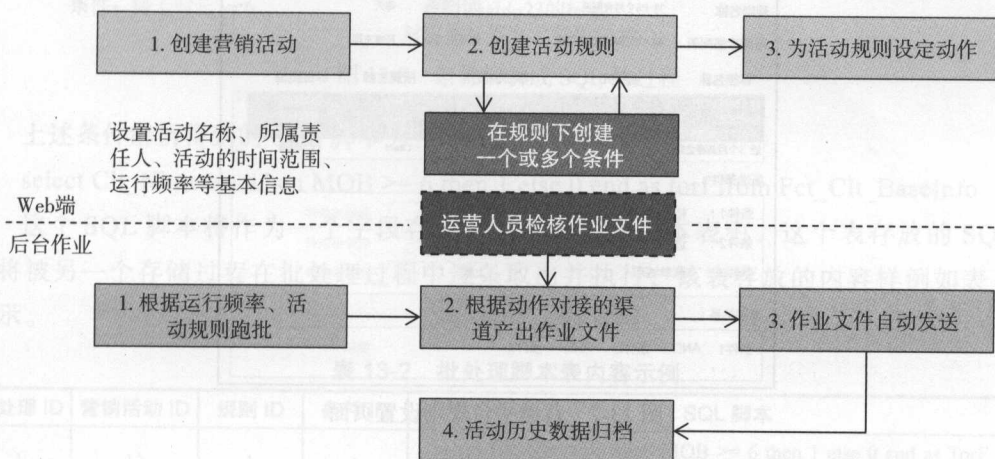 1. 创建营销活动
2. 创建活动规则
3. 为活动规则设定动作
设置活动名称、所属责
任人、活动的时间范围、
运行频率等基本信息
在规则下创建
一个或多个条件
Web端
后台作业
运营人员检核作业文件
1. 根据运行频率、活
动规则跑批
2. 根据动作对接的渠
道产出作业文件
3. 作业文件自动发送
4. 活动历史数据归档